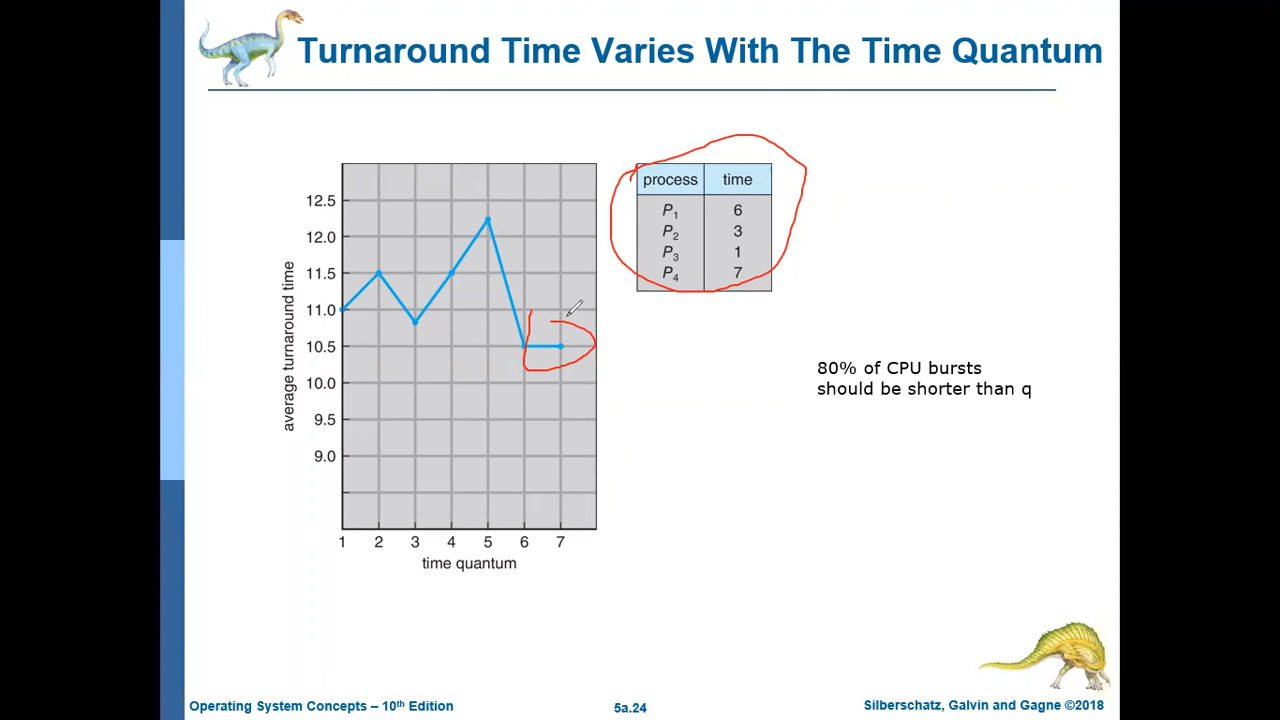 Turnaround Time Varies With The Time Quantum
average turnaround time
12.5
12.0
11.5
11.0
10.5
10.0
9.5
9.0
1 2 3 4 5 6 7
time quantum
process time
P1 6
P2 3
P3 1
P4 7
80% of CPU bursts
should be shorter than q
Operating System Concepts – 10th Edition
5a.24
Silberschatz, Galvin and Gagne ©2018